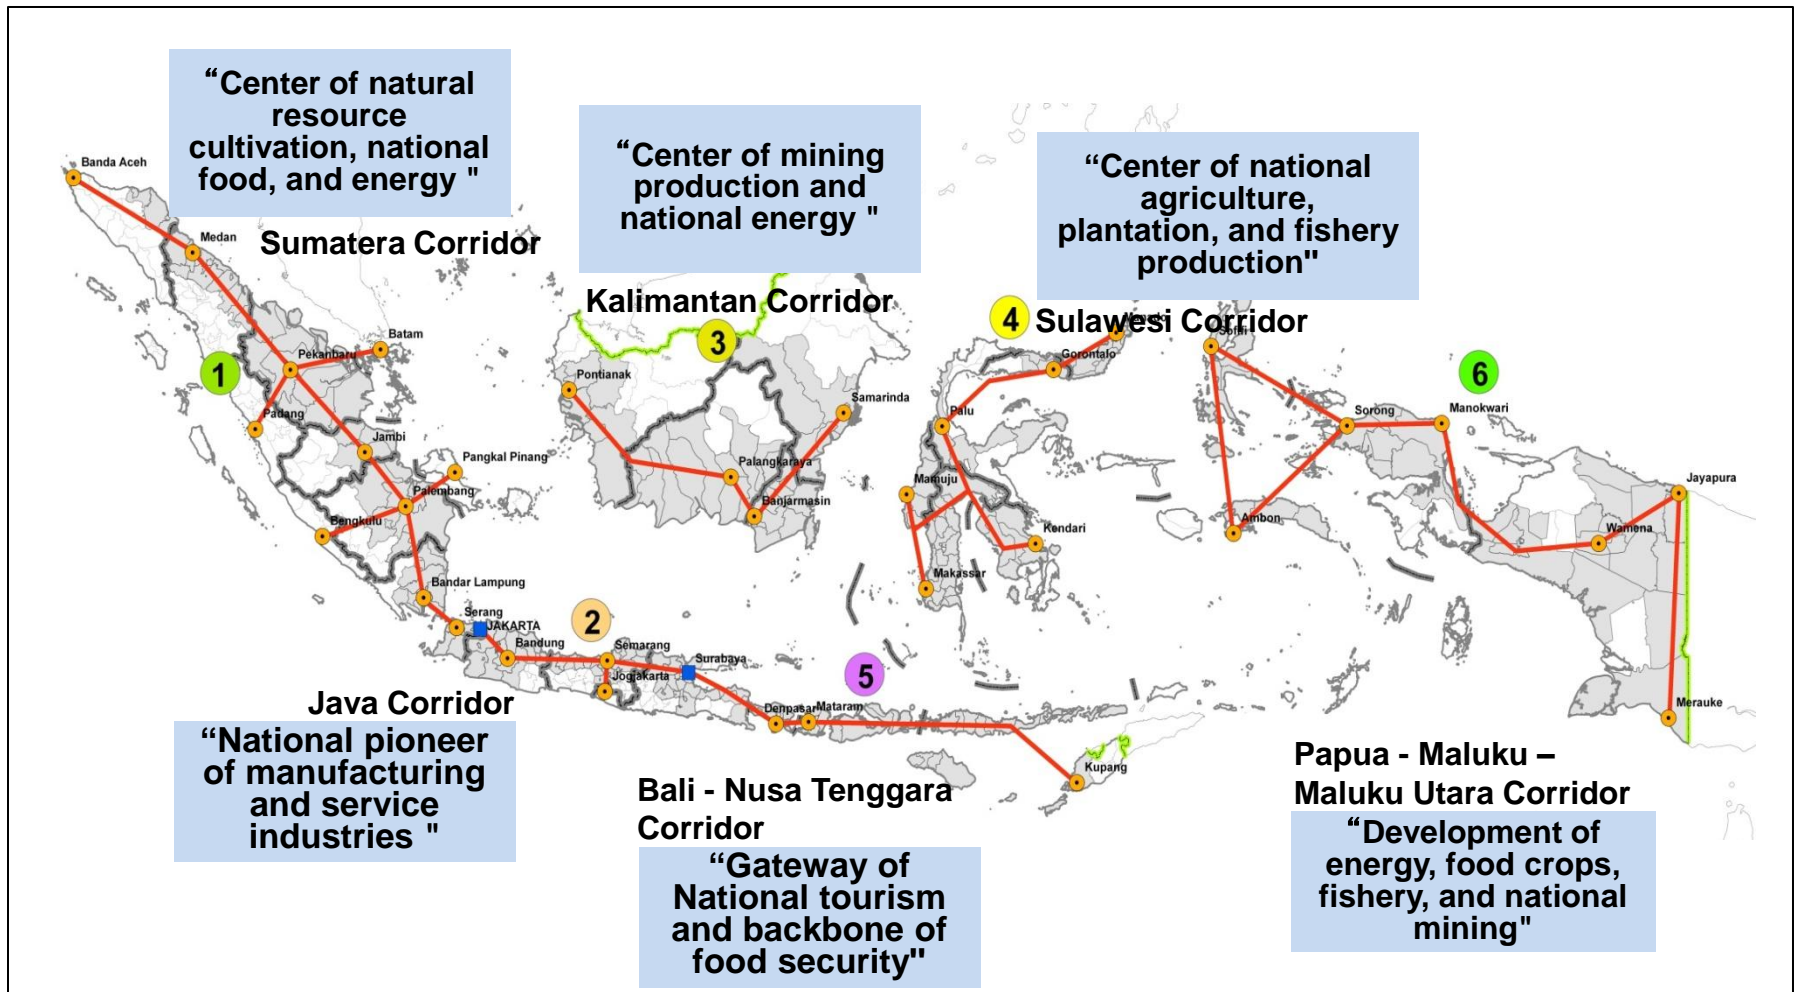 “Center of natural
resource
cultivation, national
food, and energy "
Sumatera Corridor
“Center of mining
production and
national energy "
Kalimantan Corridor
“Center of national
agriculture,
plantation, and fishery
production"
Sulawesi Corridor
Banda Aceh
Medan
Batam
Pekanbaru
1
Padang
Jambi
Pangkal Pinang
Palembang
Bengkulu
Bandar Lampung
3
Pontianak
Samarinda
Palangkaraya
Banjarmasin
4
Manado
Gorontalo
Palu
Mamuju
Kendari
Makassar
Sofifi
6
Sorong
Manokwari
Ambon
Jayapura
Wamena
Merauke
2
Serang
JAKARTA
Bandung
Semarang
Jogjakarta
Surabaya
5
Denpasar
Mataram
Kupang
Java Corridor
“National pioneer
of manufacturing
and service
industries "
Bali - Nusa Tenggara
Corridor
“Gateway of
National tourism
and backbone of
food security"
Papua - Maluku –
Maluku Utara Corridor
“Development of
energy, food crops,
fishery, and national
mining"